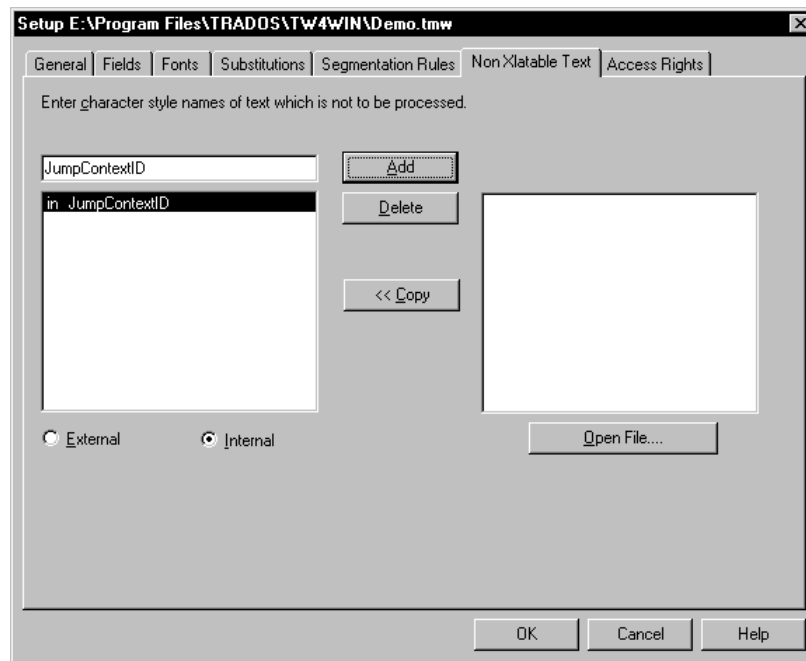 Setup E:\Program Files\TRADOS\TW4WIN\Demo.tmw
General Fields Fonts Substitutions Segmentation Rules Non Xlatable Text Access Rights
Enter character style names of text which is not to be processed.
JumpContextID Add
in JumpContextID Delete
<< Copy
External Internal Open File....
OK Cancel Help